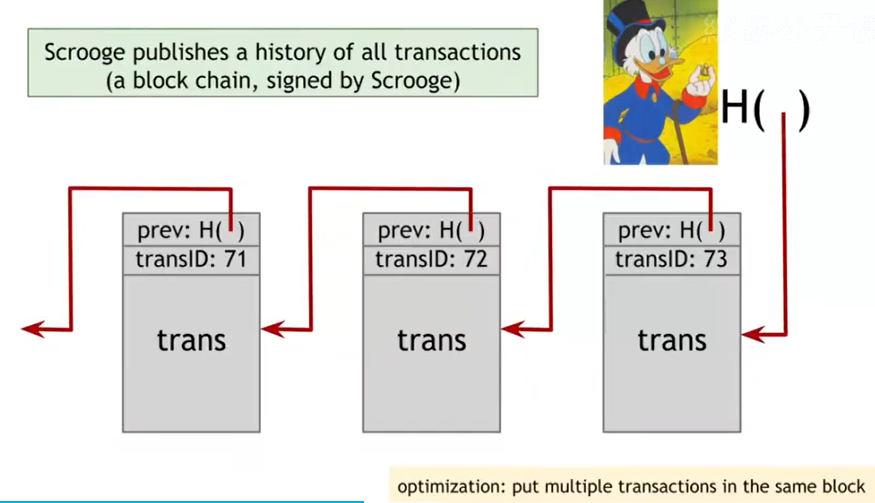 Scrooge publishes a history of all transactions
(a block chain, signed by Scrooge)
H( )
prev: H( )
transID: 71
trans
prev: H( )
transID: 72
trans
prev: H( )
transID: 73
trans
optimization: put multiple transactions in the same block